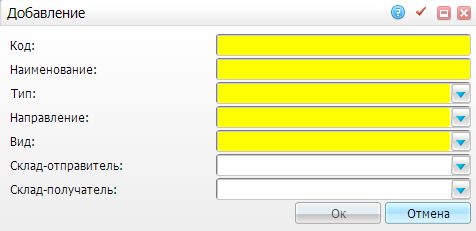 Добавление
Код:
Наименование:
Тип:
Направление:
Вид:
Склад-отправитель:
Склад-получатель:
Ок Отмена